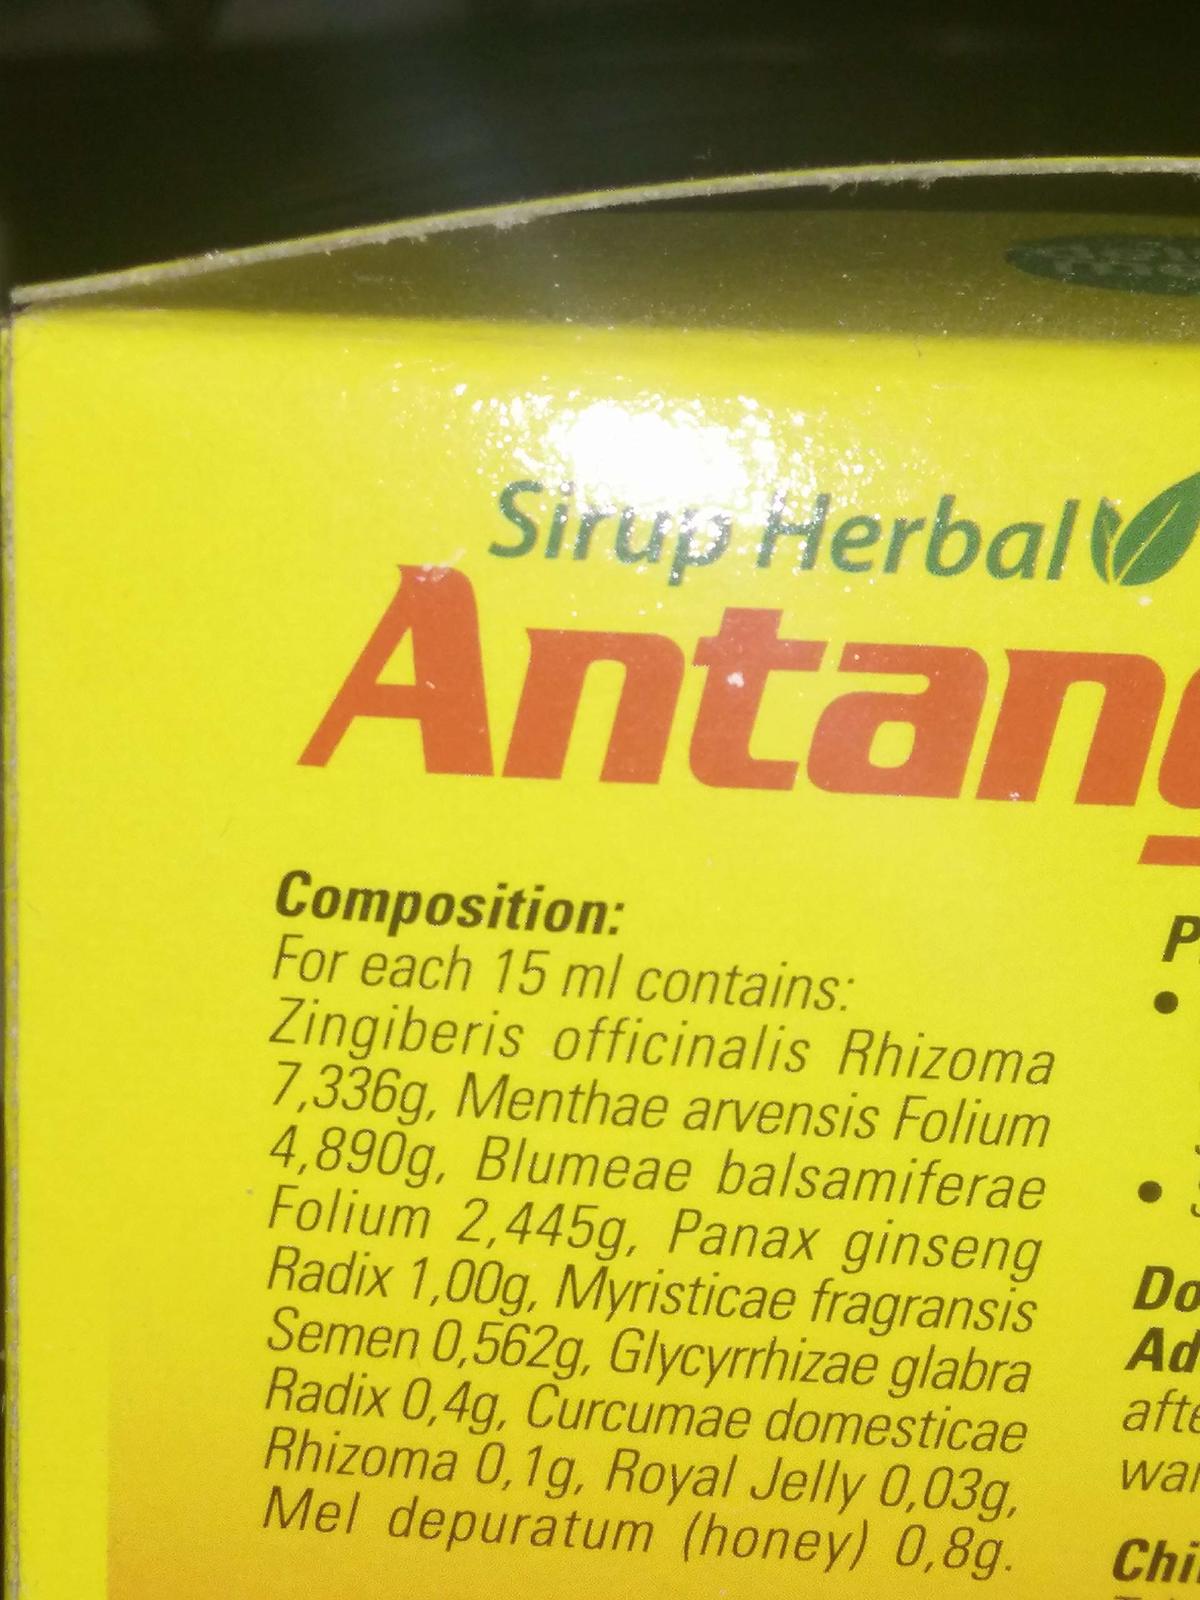 Sirup Herbal
Antang
Composition:
For each 15 ml contains:
Zingiberis officinalis Rhizoma
7,336g, Menthae arvensis Folium
4,890g, Blumeae balsamiferae
Folium 2,445g, Panax ginseng
Radix 1,00g, Myristicae fragransis
Semen 0,562g, Glycyrrhizae glabra
Radix 0,4g, Curcumae domesticae
Rhizoma 0,1g, Royal Jelly 0,03g,
Mel depuratum (honey) 0,8g.